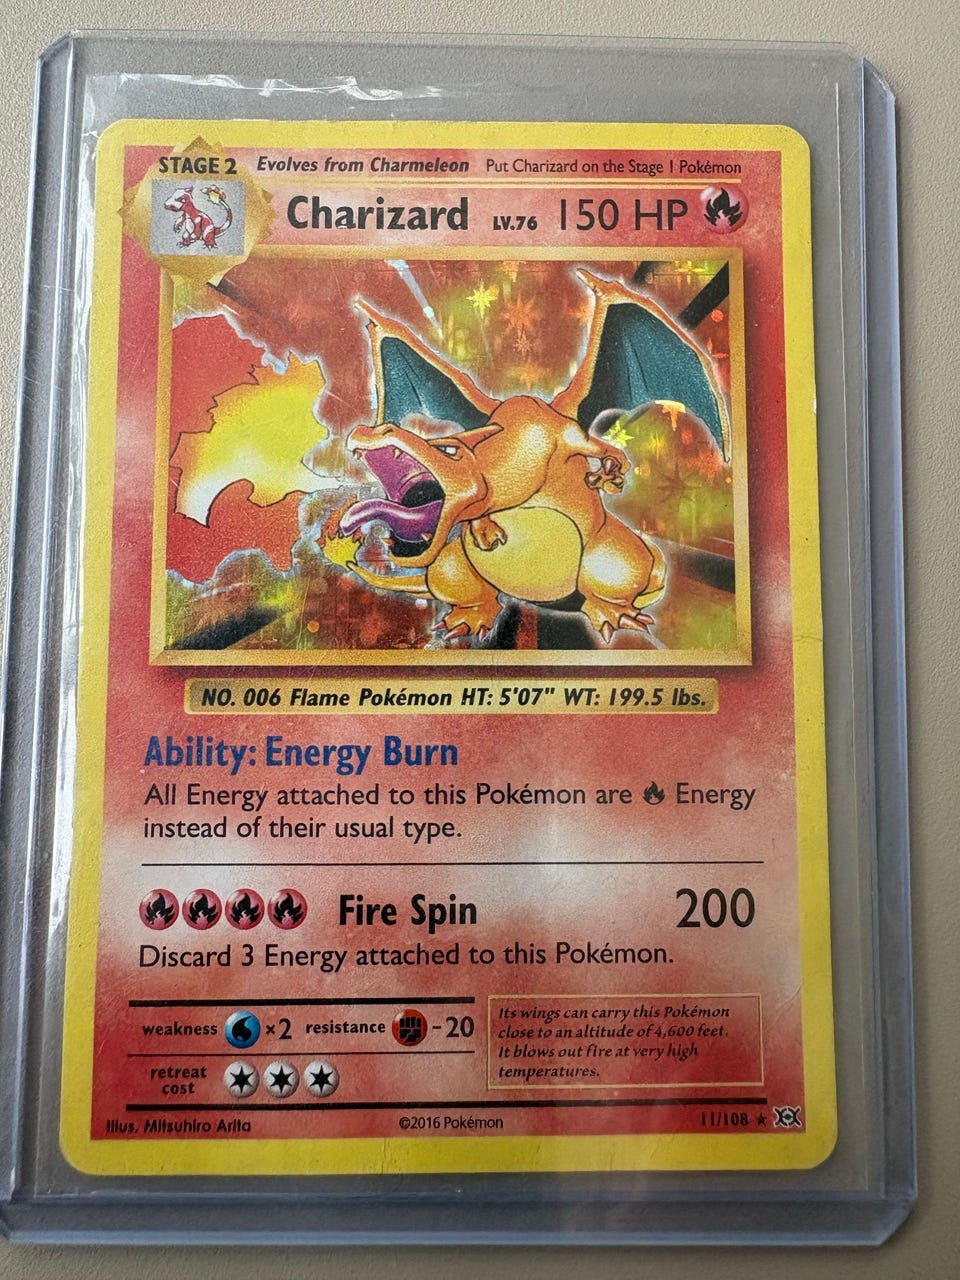 STAGE 2 Evolves from Charmeleon Put Charizard on the Stage 1 Pokémon
Charizard LV.76 150 HP
NO. 006 Flame Pokémon HT: 5'07" WT: 199.5 lbs.
Ability: Energy Burn
All Energy attached to this Pokémon are Energy
instead of their usual type.
Fire Spin 200
Discard 3 Energy attached to this Pokémon.
weakness ×2 resistance -20
retreat
cost
Its wings can carry this Pokémon
close to an altitude of 4,600 feet.
It blows out fire at very high
temperatures.
Illus. Mitsuhiro Arita ©2016 Pokémon 11/108 ★